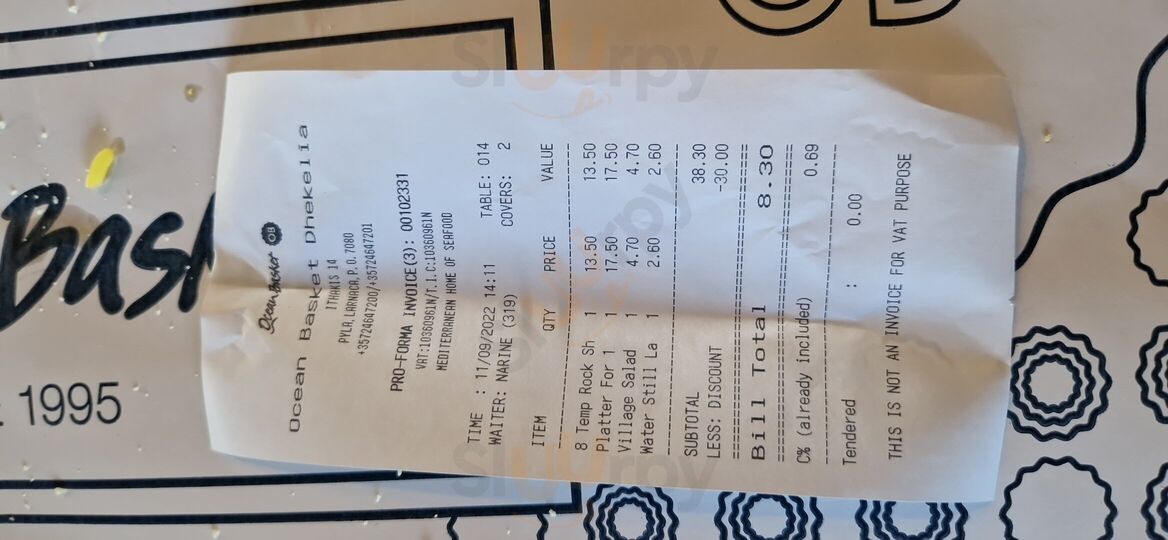 Slurpy
Basket
1995
Ocean Basket OB
Ocean Basket Dhekelia
ITHAKIS 14
PYLA, LARNACA, P.O.7080
+35724647200/+35724647201
PRO-FORMA INVOICE(3): 00102331
VAT:10360961N/T.I.C:10360961N
MEDITERRANEAN HOME OF SEAFOOD
TIME : 11/09/2022 14:11 TABLE: 014
WAITER: NARINE (319) COVERS: 2
ITEM QTY PRICE VALUE
8 Temp Rock Sh 1 13.50 13.50
Platter For 1 1 17.50 17.50
Village Salad 1 4.70 4.70
Water Still La 1 2.60 2.60
SUBTOTAL 38.30
LESS: DISCOUNT -30.00
Bill Total 8.30
C% (already included) 0.69
Tendered : 0.00
THIS IS NOT AN INVOICE FOR VAT PURPOSE
Slurpy
Slurpy